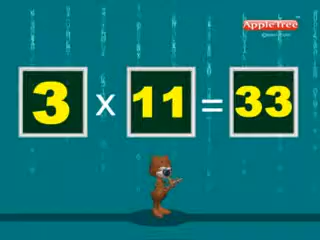 AppleTree
3 x 11 = 33